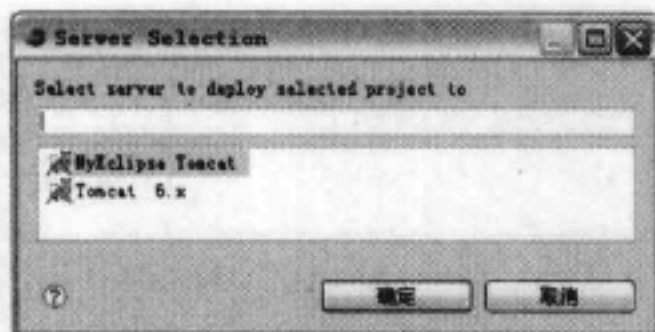 Server Selection
Select server to deploy selected project to
MyEclipse Tomcat
Tomcat 6.x
?
确定
取消